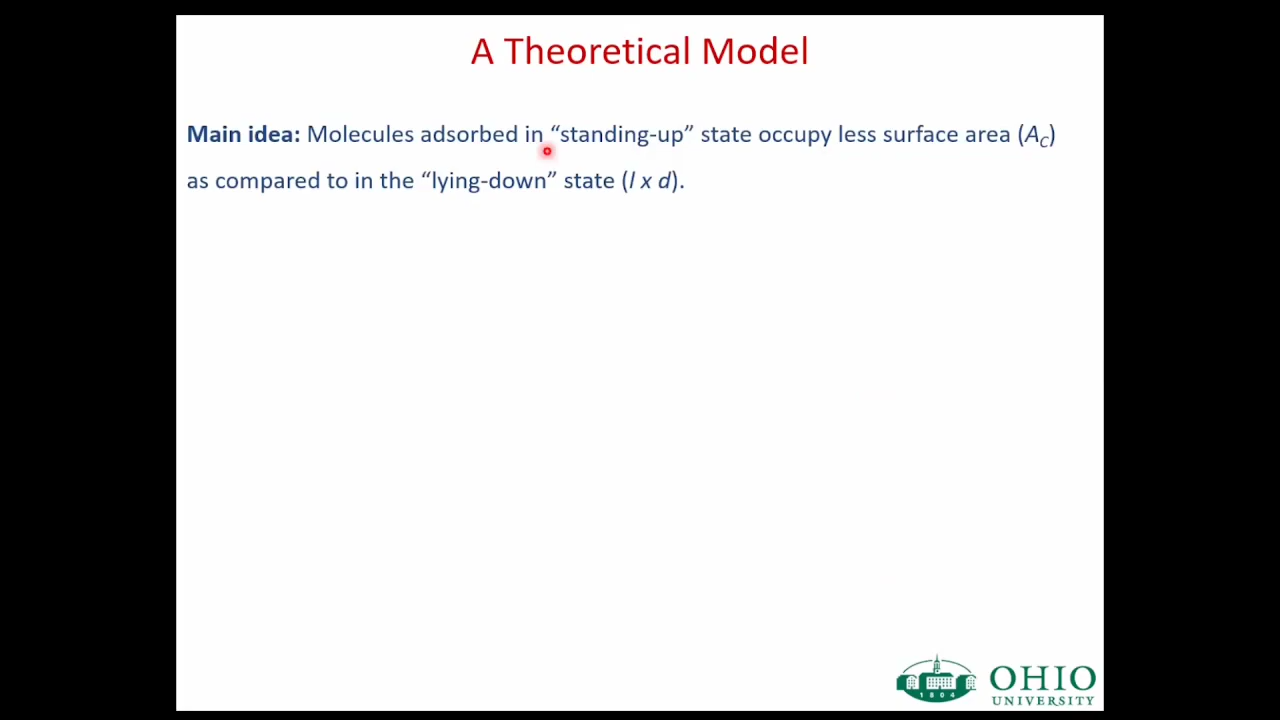 A Theoretical Model
Main idea: Molecules adsorbed in “standing-up” state occupy less surface area (AC)
as compared to in the “lying-down” state (l x d).
1804
OHIO
UNIVERSITY